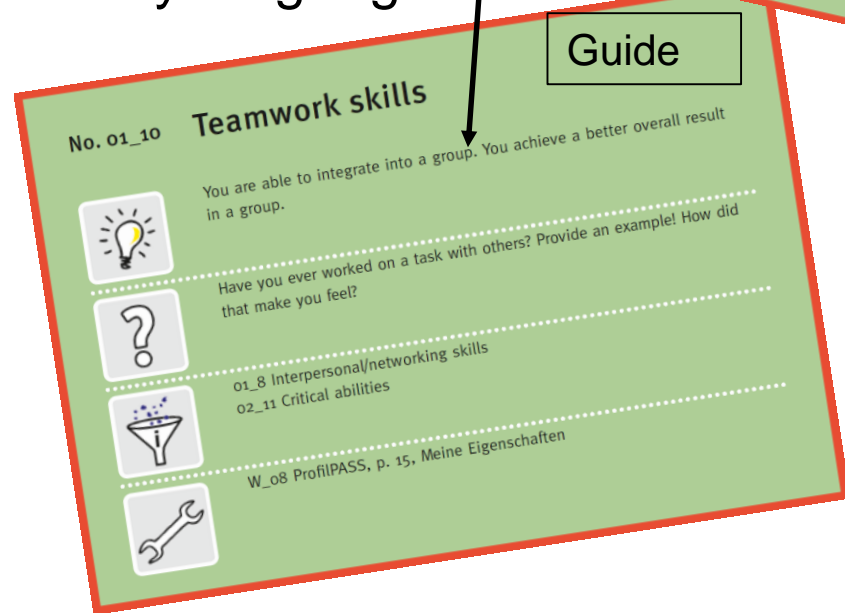 Guide
No. 01_10 Teamwork skills
You are able to integrate into a group. You achieve a better overall result
in a group.
Have you ever worked on a task with others? Provide an example! How did
that make you feel?
01_8 Interpersonal/networking skills
02_11 Critical abilities
i
W_08 ProfilPASS, p. 15, Meine Eigenschaften